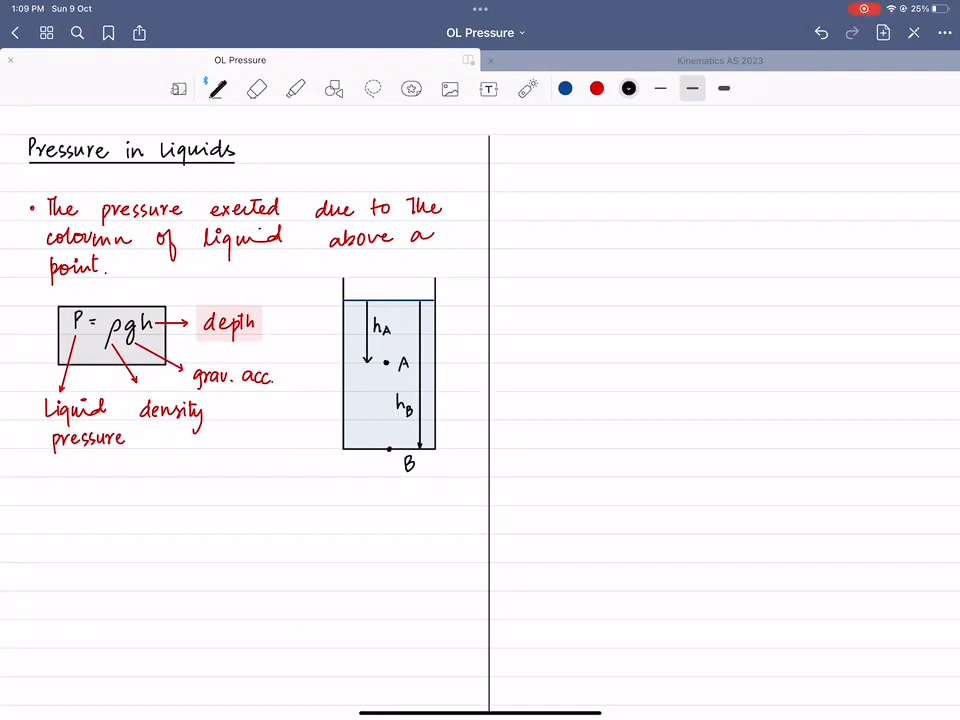 1:09 PM Sun 9 Oct
25%
OL Pressure
OL Pressure
Kinematics AS 2023
T
Pressure in Liquids
• The pressure exerted due to the
coloumn of liquid above a
point.
P = ρgh → depth
grav. acc.
Liquid density
pressure
hA
A
hB
B